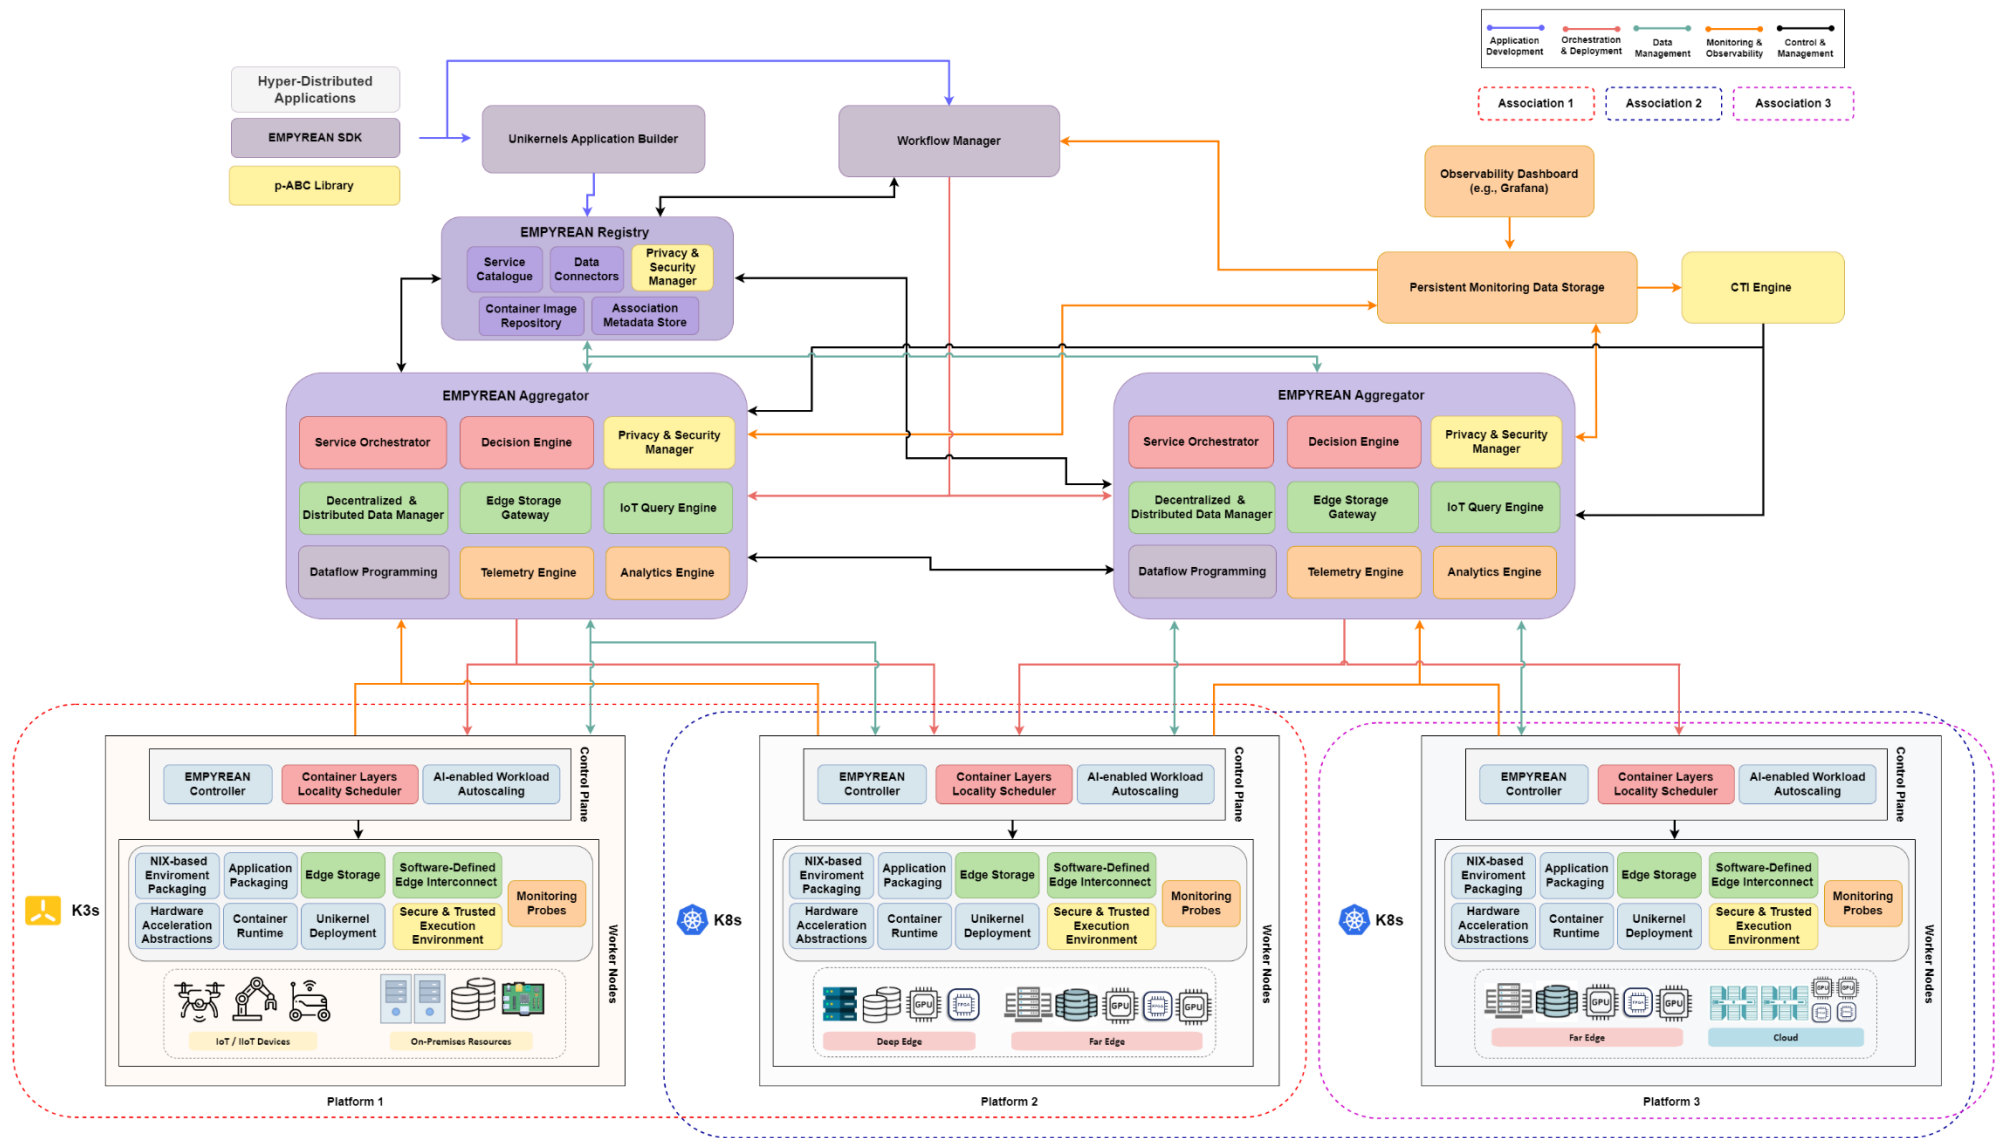 Application
Development
Orchestration
& Deployment
Data
Management
Monitoring &
Observability
Control &
Management
Association 1
Association 2
Association 3
Hyper-Distributed
Applications
EMPYREAN SDK
p-ABC Library
Unikernels Application Builder
Workflow Manager
Observability Dashboard
(e.g., Grafana)
EMPYREAN Registry
Service
Catalogue
Data
Connectors
Privacy &
Security
Manager
Container Image
Repository
Association
Metadata Store
Persistent Monitoring Data Storage
CTI Engine
EMPYREAN Aggregator
Service Orchestrator
Decision Engine
Privacy & Security
Manager
Decentralized &
Distributed Data Manager
Edge Storage
Gateway
IoT Query Engine
Dataflow Programming
Telemetry Engine
Analytics Engine
EMPYREAN Aggregator
Service Orchestrator
Decision Engine
Privacy & Security
Manager
Decentralized &
Distributed Data Manager
Edge Storage
Gateway
IoT Query Engine
Dataflow Programming
Telemetry Engine
Analytics Engine
K3s
EMPYREAN
Controller
Container Layers
Locality Scheduler
AI-enabled Workload
Autoscaling
Control Plane
NIX-based
Enviroment
Packaging
Application
Packaging
Edge Storage
Software-Defined
Edge Interconnect
Monitoring
Probes
Hardware
Acceleration
Abstractions
Container
Runtime
Unikernel
Deployment
Secure & Trusted
Execution
Environment
Worker Nodes
IoT / IIoT Devices
On-Premises Resources
Platform 1
K8s
EMPYREAN
Controller
Container Layers
Locality Scheduler
AI-enabled Workload
Autoscaling
Control Plane
NIX-based
Enviroment
Packaging
Application
Packaging
Edge Storage
Software-Defined
Edge Interconnect
Monitoring
Probes
Hardware
Acceleration
Abstractions
Container
Runtime
Unikernel
Deployment
Secure & Trusted
Execution
Environment
Worker Nodes
GPU
FPGA
GPU
FPGA
GPU
Deep Edge
Far Edge
Platform 2
K8s
EMPYREAN
Controller
Container Layers
Locality Scheduler
AI-enabled Workload
Autoscaling
Control Plane
NIX-based
Enviroment
Packaging
Application
Packaging
Edge Storage
Software-Defined
Edge Interconnect
Monitoring
Probes
Hardware
Acceleration
Abstractions
Container
Runtime
Unikernel
Deployment
Secure & Trusted
Execution
Environment
Worker Nodes
GPU
FPGA
GPU
GPU
GPU
Far Edge
Cloud
Platform 3